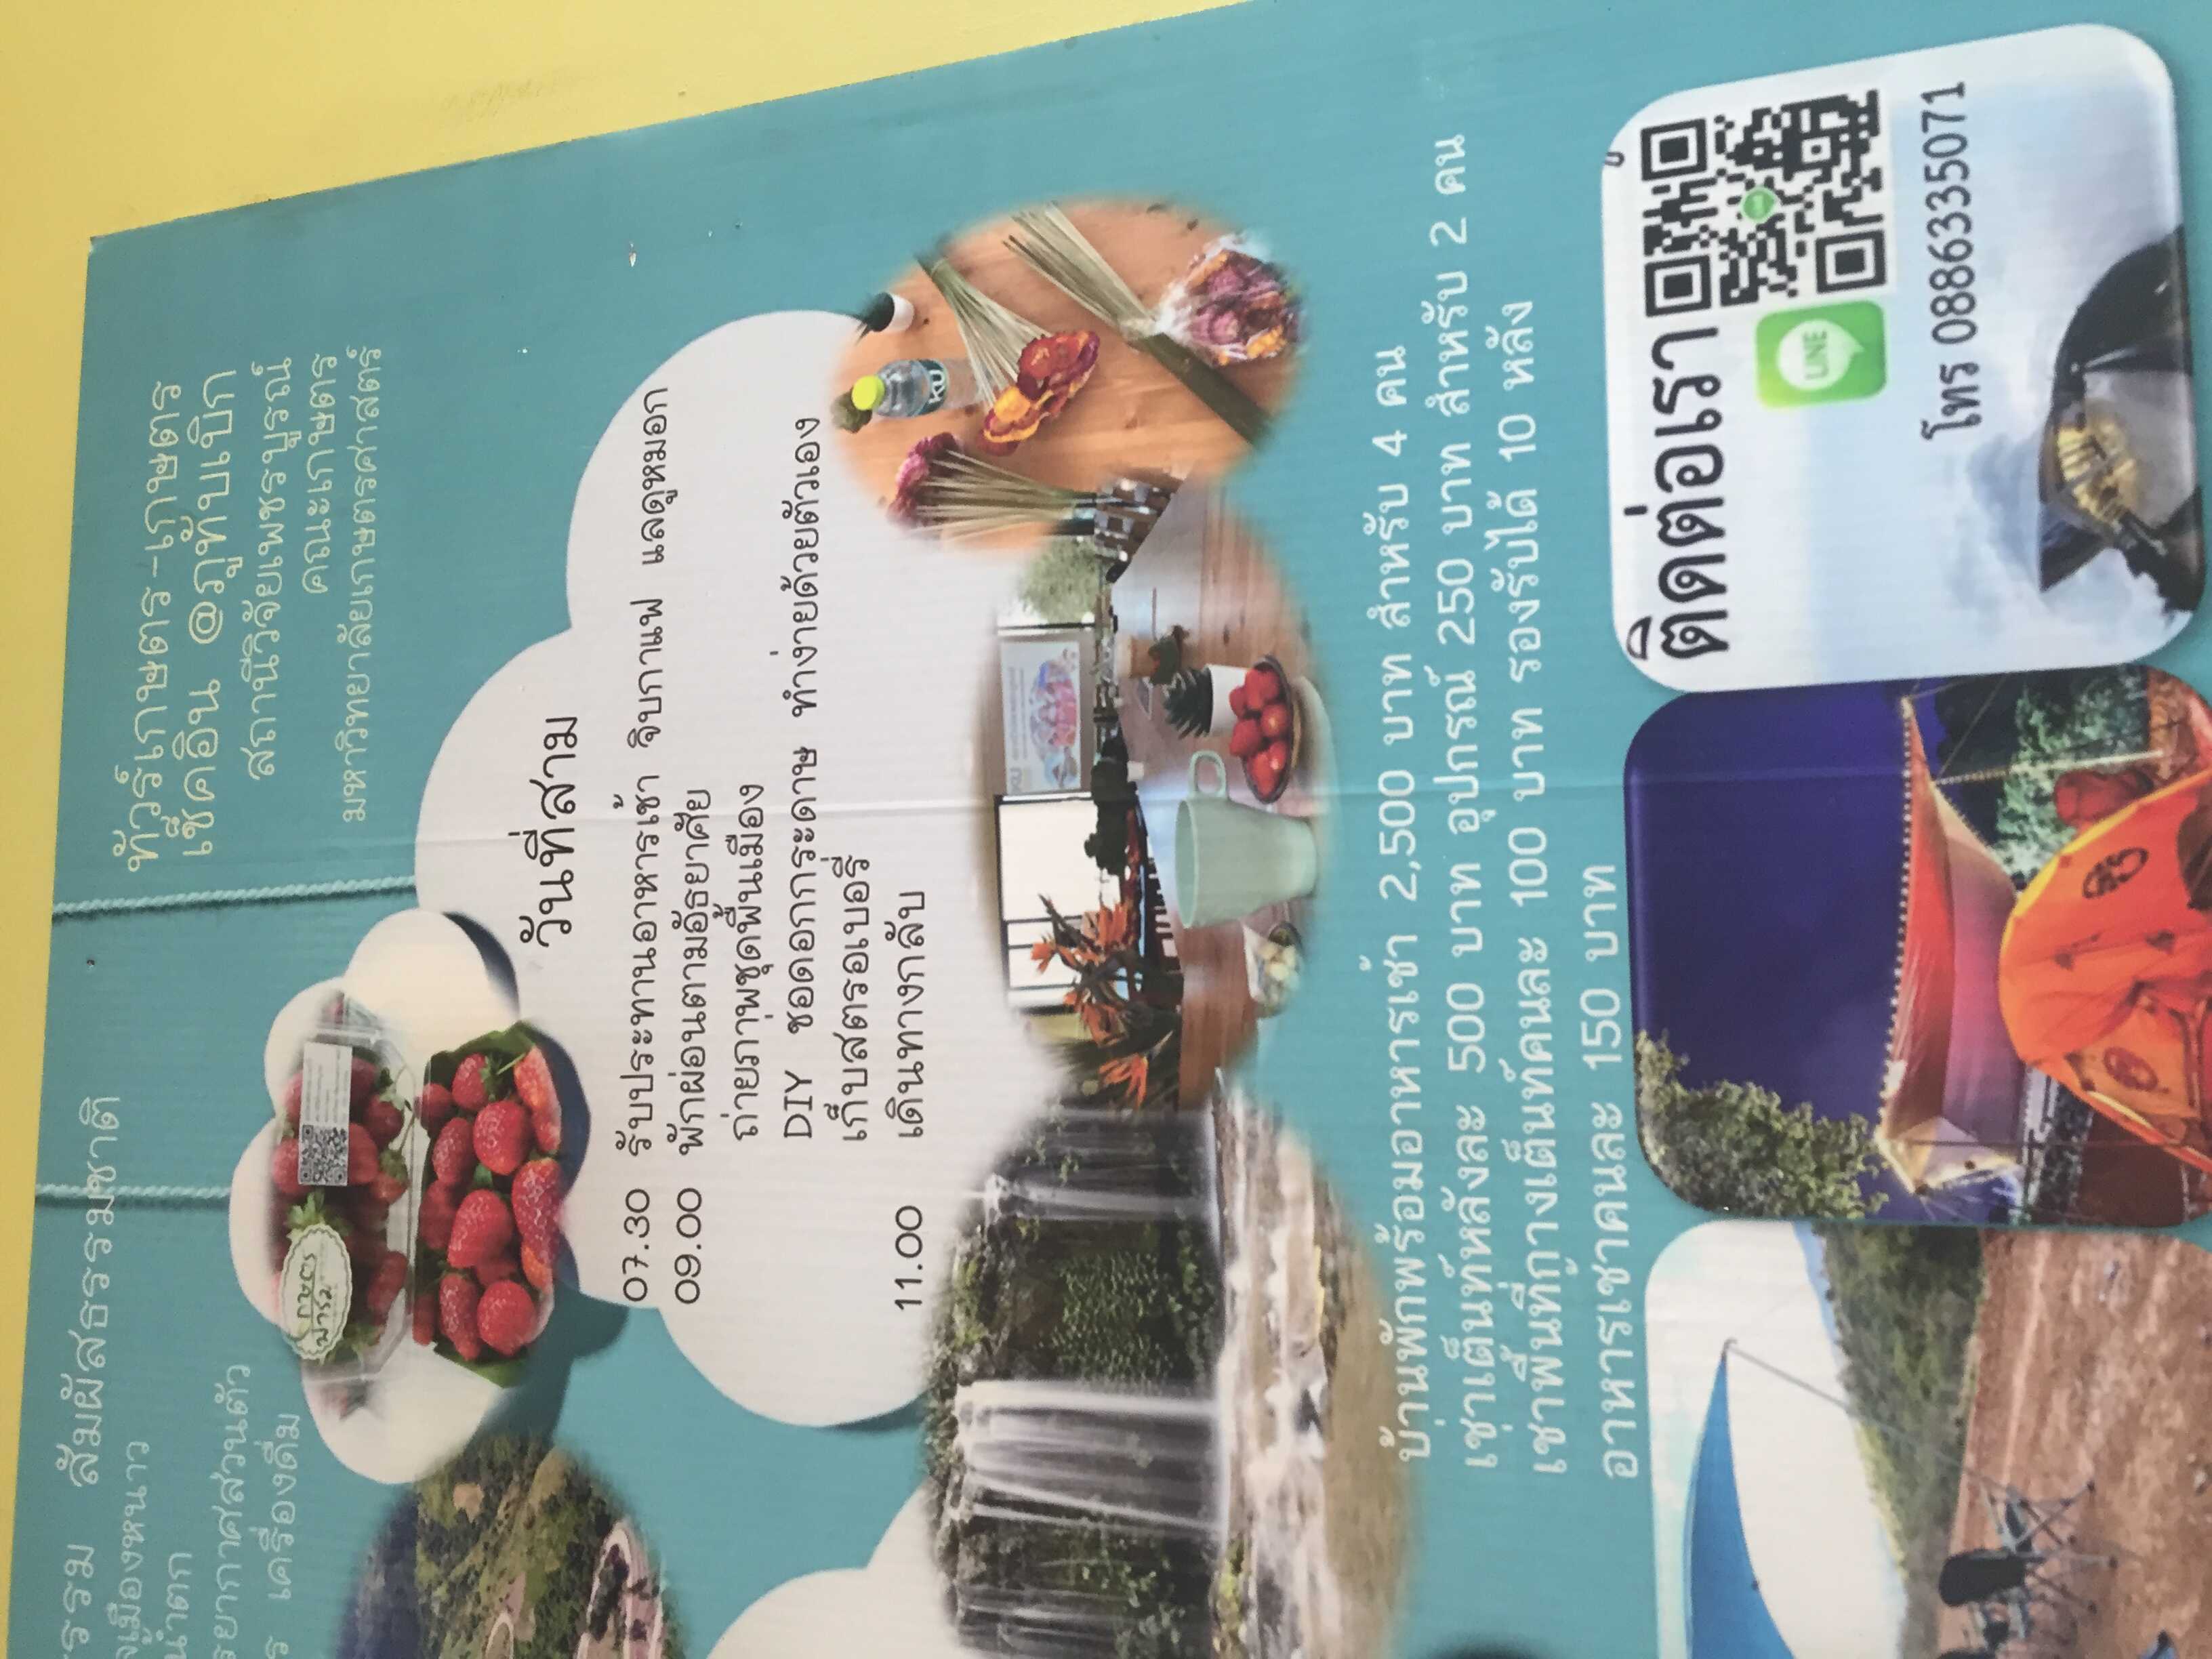 สัมผัสธรรมชาติ
เครื่องดื่ม
ทัวร์เกษตร-เกษตร
เช็คอิน @ภูทับเบิก
สถานีวิจัยเพชรบูรณ์
คณะเกษตร
มหาวิทยาลัยเกษตรศาสตร์
วันที่สาม
07.30 รับประทานอาหารเช้า จิบกาแฟ แลดูหมอก
09.00 พักผ่อนตามอัธยาศัย
ถ่ายภาพชุดพื้นเมือง
DIY หอดอกกระดาษ ทำง่ายด้วยตัวเอง
เก็บสตรอเบอรี่
11.00 เดินทางกลับ
บ้านพักพร้อมอาหารเช้า 2,500 บาท สำหรับ 4 คน
เช่าเต็นท์หลังละ 500 บาท อุปกรณ์ 250 บาท สำหรับ 2 คน
เช่าพื้นที่กางเต็นท์คนละ 100 บาท รองรับได้ 10 หลัง
อาหารเช้าคนละ 150 บาท
ติดต่อเรา
LINE
โทร 0886335071